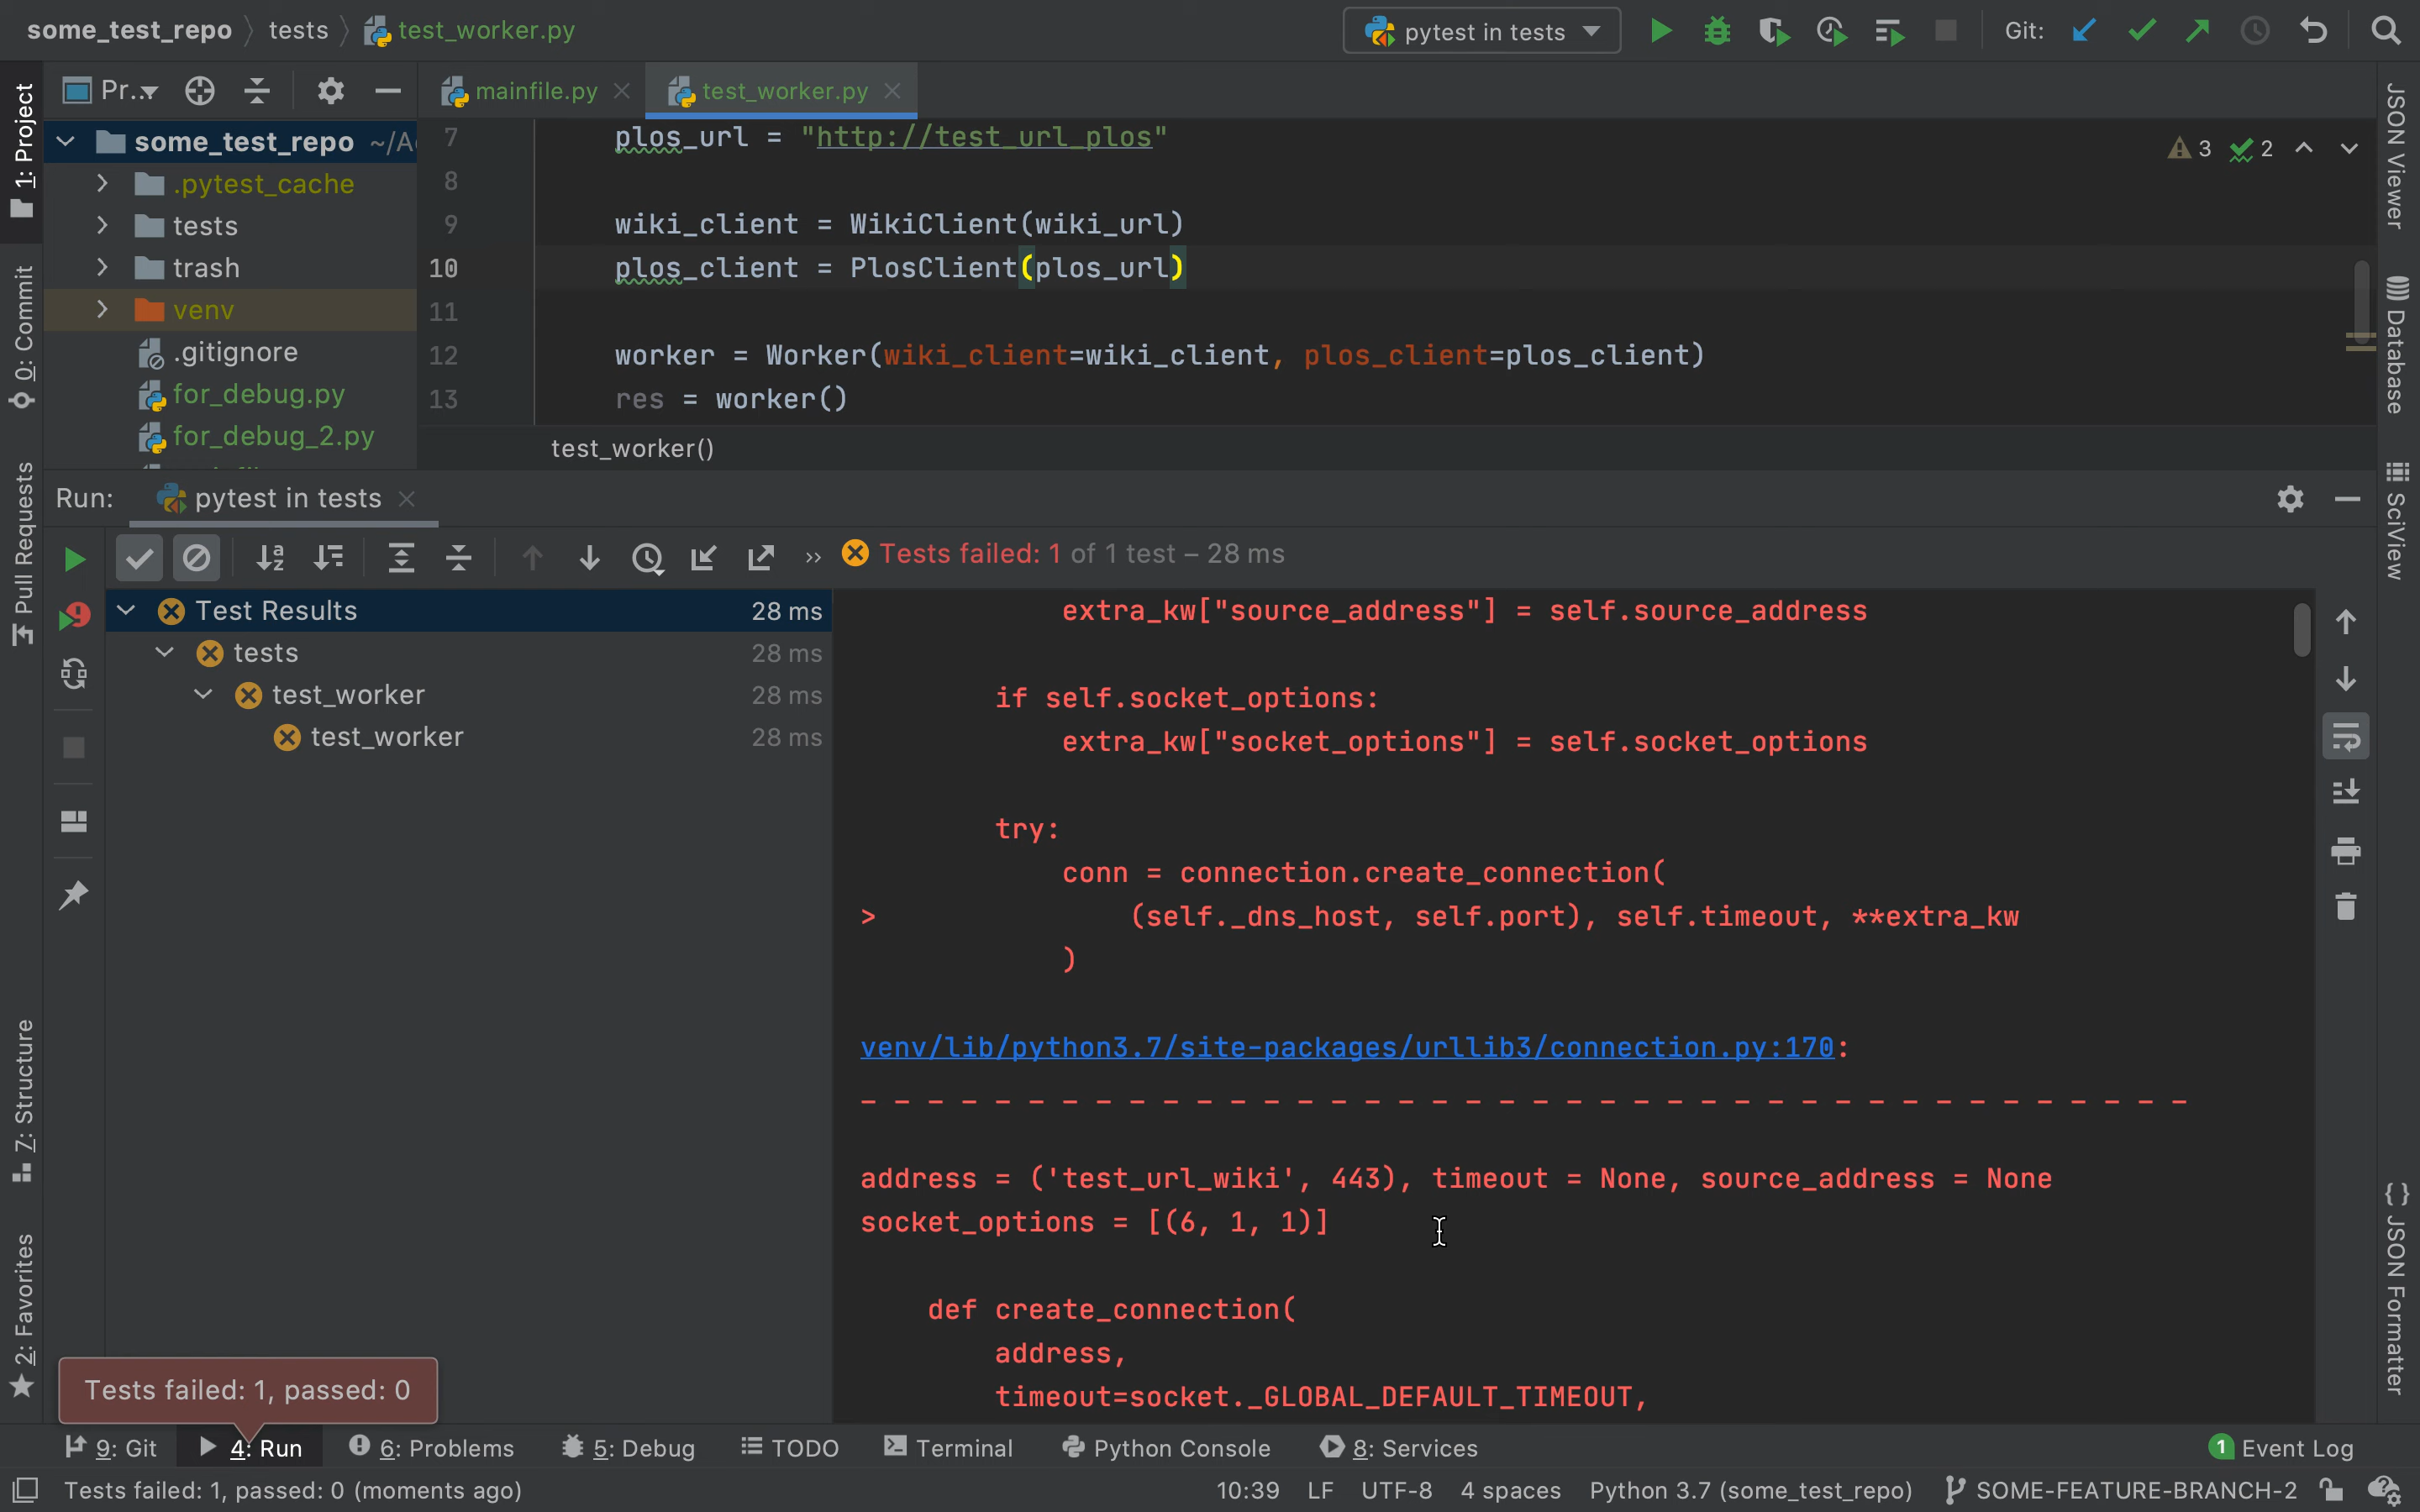 some_test_repo tests test_worker.py
pytest in tests
Git:
1: Project
0: Commit
Pull Requests
7: Structure
2: Favorites
Pr...
some_test_repo ~/A
.pytest_cache
tests
trash
venv
.gitignore
for_debug.py
for_debug_2.py
mainfile.py
test_worker.py
7 plos_url = "http://test_url_plos"
8
9 wiki_client = WikiClient(wiki_url)
10 plos_client = PlosClient(plos_url)
11
12 worker = Worker(wiki_client=wiki_client, plos_client=plos_client)
13 res = worker()
3 2
test_worker()
JSON Viewer
Database
SciView
JSON Formatter
Run: pytest in tests
Tests failed: 1 of 1 test – 28 ms
Test Results 28 ms
tests 28 ms
test_worker 28 ms
test_worker 28 ms
extra_kw["source_address"] = self.source_address
if self.socket_options:
extra_kw["socket_options"] = self.socket_options
try:
conn = connection.create_connection(
> (self._dns_host, self.port), self.timeout, **extra_kw
)
venv/lib/python3.7/site-packages/urllib3/connection.py:170:
_ _ _ _ _ _ _ _ _ _ _ _ _ _ _ _ _ _ _ _ _ _ _ _ _ _ _ _ _ _ _ _ _ _ _ _ _ _ _ _
address = ('test_url_wiki', 443), timeout = None, source_address = None
socket_options = [(6, 1, 1)]
def create_connection(
address,
timeout=socket._GLOBAL_DEFAULT_TIMEOUT,
Tests failed: 1, passed: 0
9: Git
4: Run
6: Problems
5: Debug
TODO
Terminal
Python Console
8: Services
1 Event Log
Tests failed: 1, passed: 0 (moments ago)
10:39 LF UTF-8 4 spaces Python 3.7 (some_test_repo) SOME-FEATURE-BRANCH-2